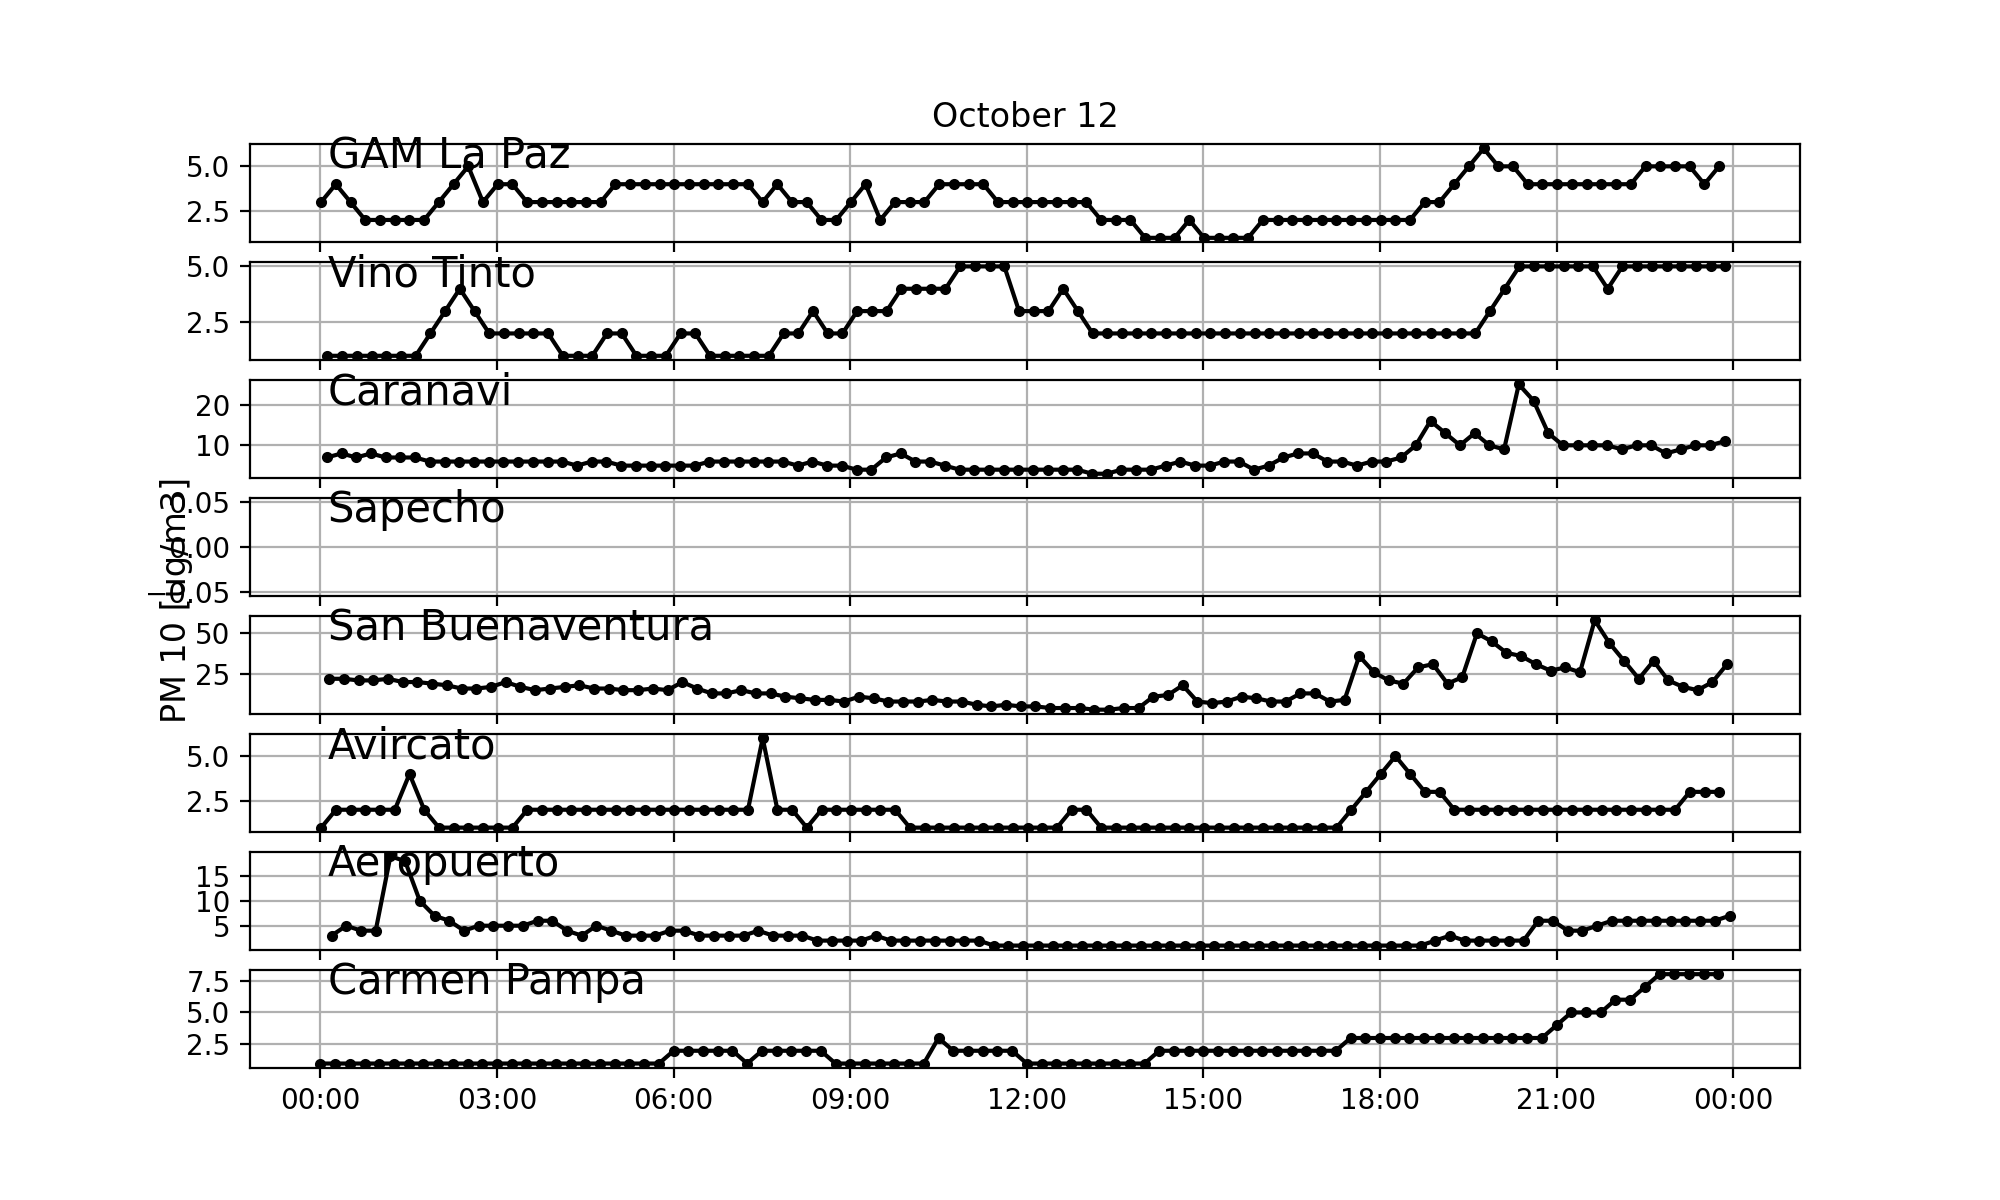 October 12
GAM La Paz
5.0
2.5
Vino Tinto
5.0
2.5
Caranavi
20
10
Sapecho
0.05
0.00
−0.05
PM 10 [ug/m3]
San Buenaventura
50
25
Avircato
5.0
2.5
Aeropuerto
15
10
5
Carmen Pampa
7.5
5.0
2.5
00:00 03:00 06:00 09:00 12:00 15:00 18:00 21:00 00:00